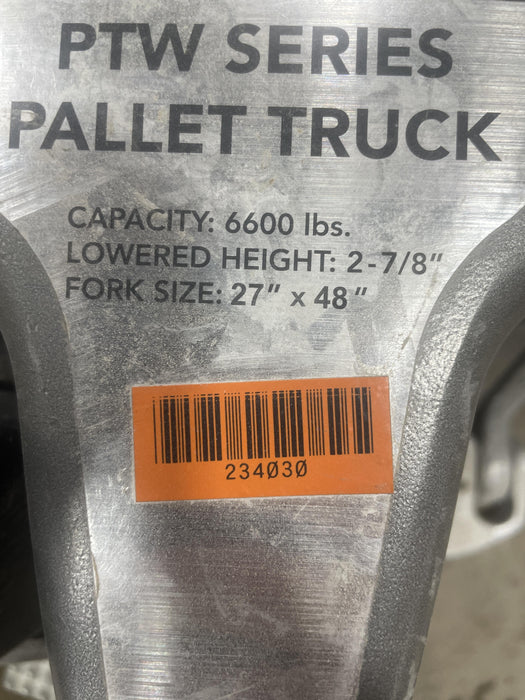 PTW SERIES
PALLET TRUCK
CAPACITY: 6600 lbs.
LOWERED HEIGHT: 2-7/8"
FORK SIZE: 27" x 48"
234030